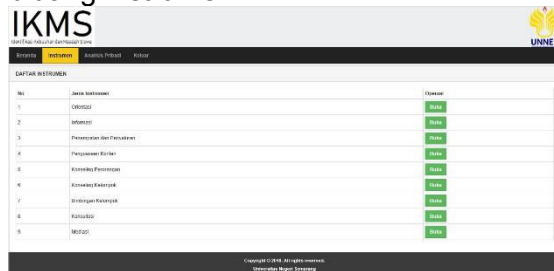 IKMS
UNNE
Beranda Instrumen Analisis Pribadi Keluar
DAFTAR INSTRUMEN
No Jenis Instrumen Operasi
1 Orientasi Buka
2 Informasi Buka
3 Penempatan dan Penyaluran Buka
4 Penguasaan Konten Buka
5 Konseling Perorangan Buka
6 Konseling Kelompok Buka
7 Bimbingan Kelompok Buka
8 Konsultasi Buka
9 Mediasi Buka
Copyright © 2018. All rights reserved.
Universitas Negeri Semarang